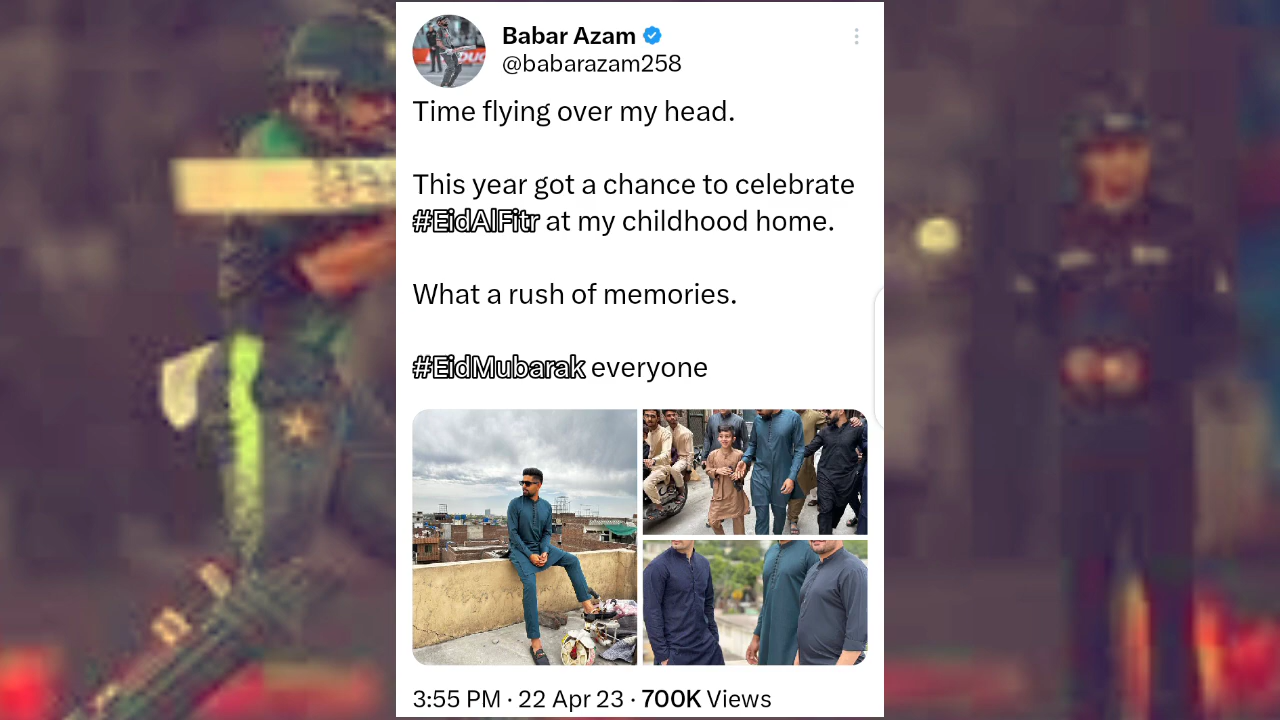 Babar Azam
@babarazam258
Time flying over my head.
This year got a chance to celebrate
#EidAlFitr at my childhood home.
What a rush of memories.
#EidMubarak everyone
3:55 PM · 22 Apr 23 · 700K Views